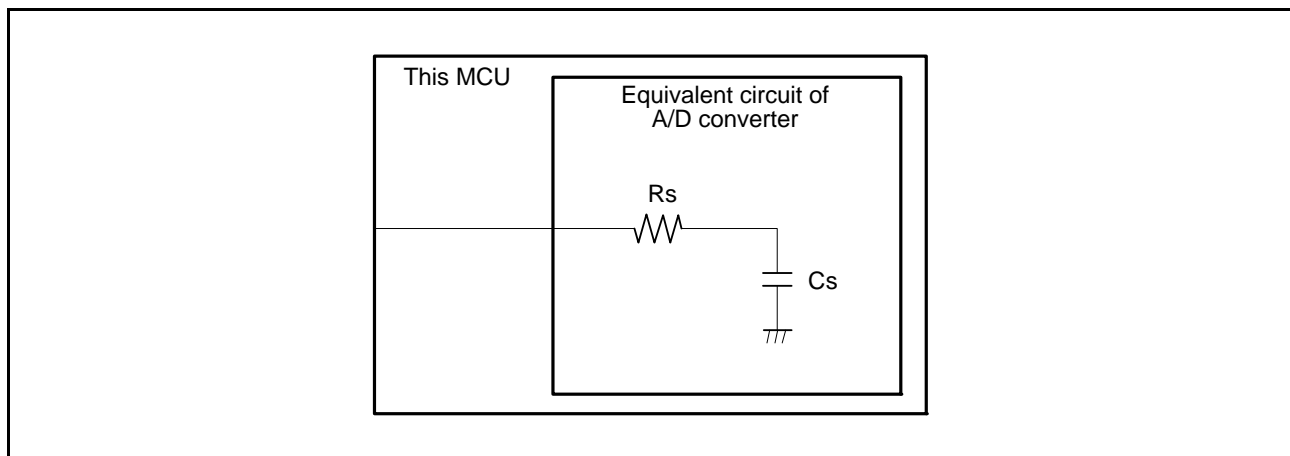 This MCU
Equivalent circuit of
A/D converter
Rs
Cs